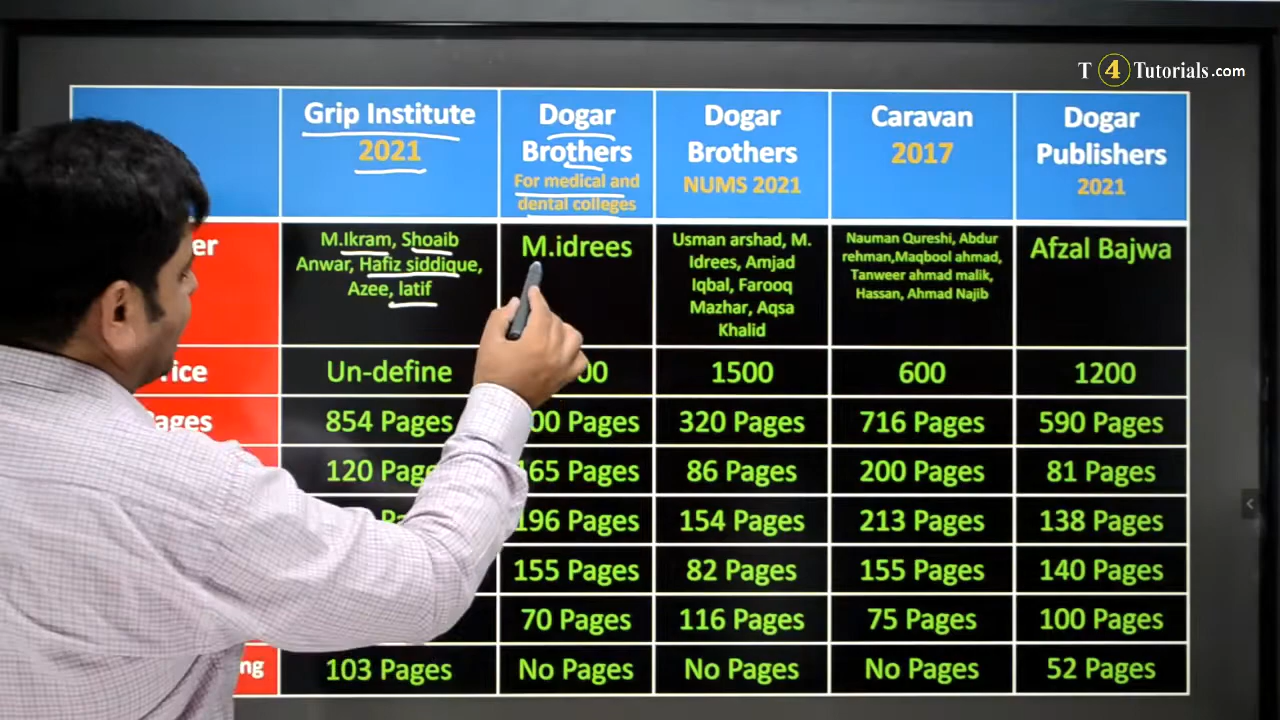 T 4 Tutorials.com
Grip Institute
2021
Dogar
Brothers
For medical and
dental colleges
Dogar
Brothers
NUMS 2021
Caravan
2017
Dogar
Publishers
2021
M.Ikram, Shoaib
Anwar, Hafiz siddique,
Azee, latif
M.idrees
Usman arshad, M.
Idrees, Amjad
Iqbal, Farooq
Mazhar, Aqsa
Khalid
Nauman Qureshi, Abdur
rehman,Maqbool ahmad,
Tanweer ahmad malik,
Hassan, Ahmad Najib
Afzal Bajwa
Un-define
1500
600
1200
854 Pages
Pages
320 Pages
716 Pages
590 Pages
120
165 Pages
86 Pages
200 Pages
81 Pages
196 Pages
154 Pages
213 Pages
138 Pages
155 Pages
82 Pages
155 Pages
140 Pages
70 Pages
116 Pages
75 Pages
100 Pages
103 Pages
No Pages
No Pages
No Pages
52 Pages